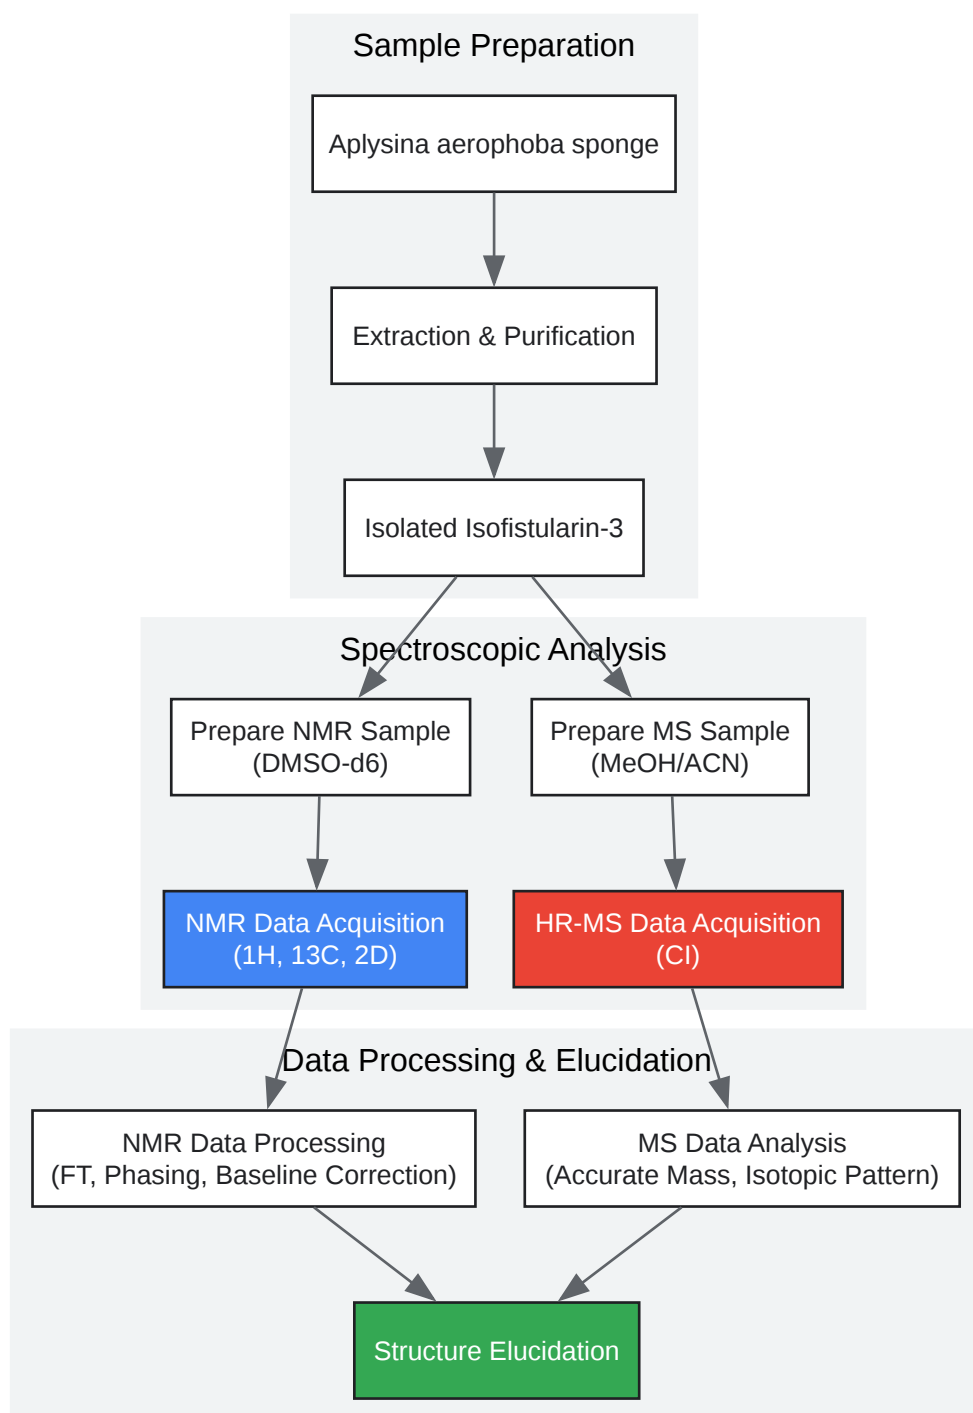 Sample Preparation
Aplysina aerophoba sponge
Extraction & Purification
Isolated Isofistularin-3
Spectroscopic Analysis
Prepare NMR Sample
(DMSO-d6)
Prepare MS Sample
(MeOH/ACN)
NMR Data Acquisition
(1H, 13C, 2D)
HR-MS Data Acquisition
(CI)
Data Processing & Elucidation
NMR Data Processing
(FT, Phasing, Baseline Correction)
MS Data Analysis
(Accurate Mass, Isotopic Pattern)
Structure Elucidation